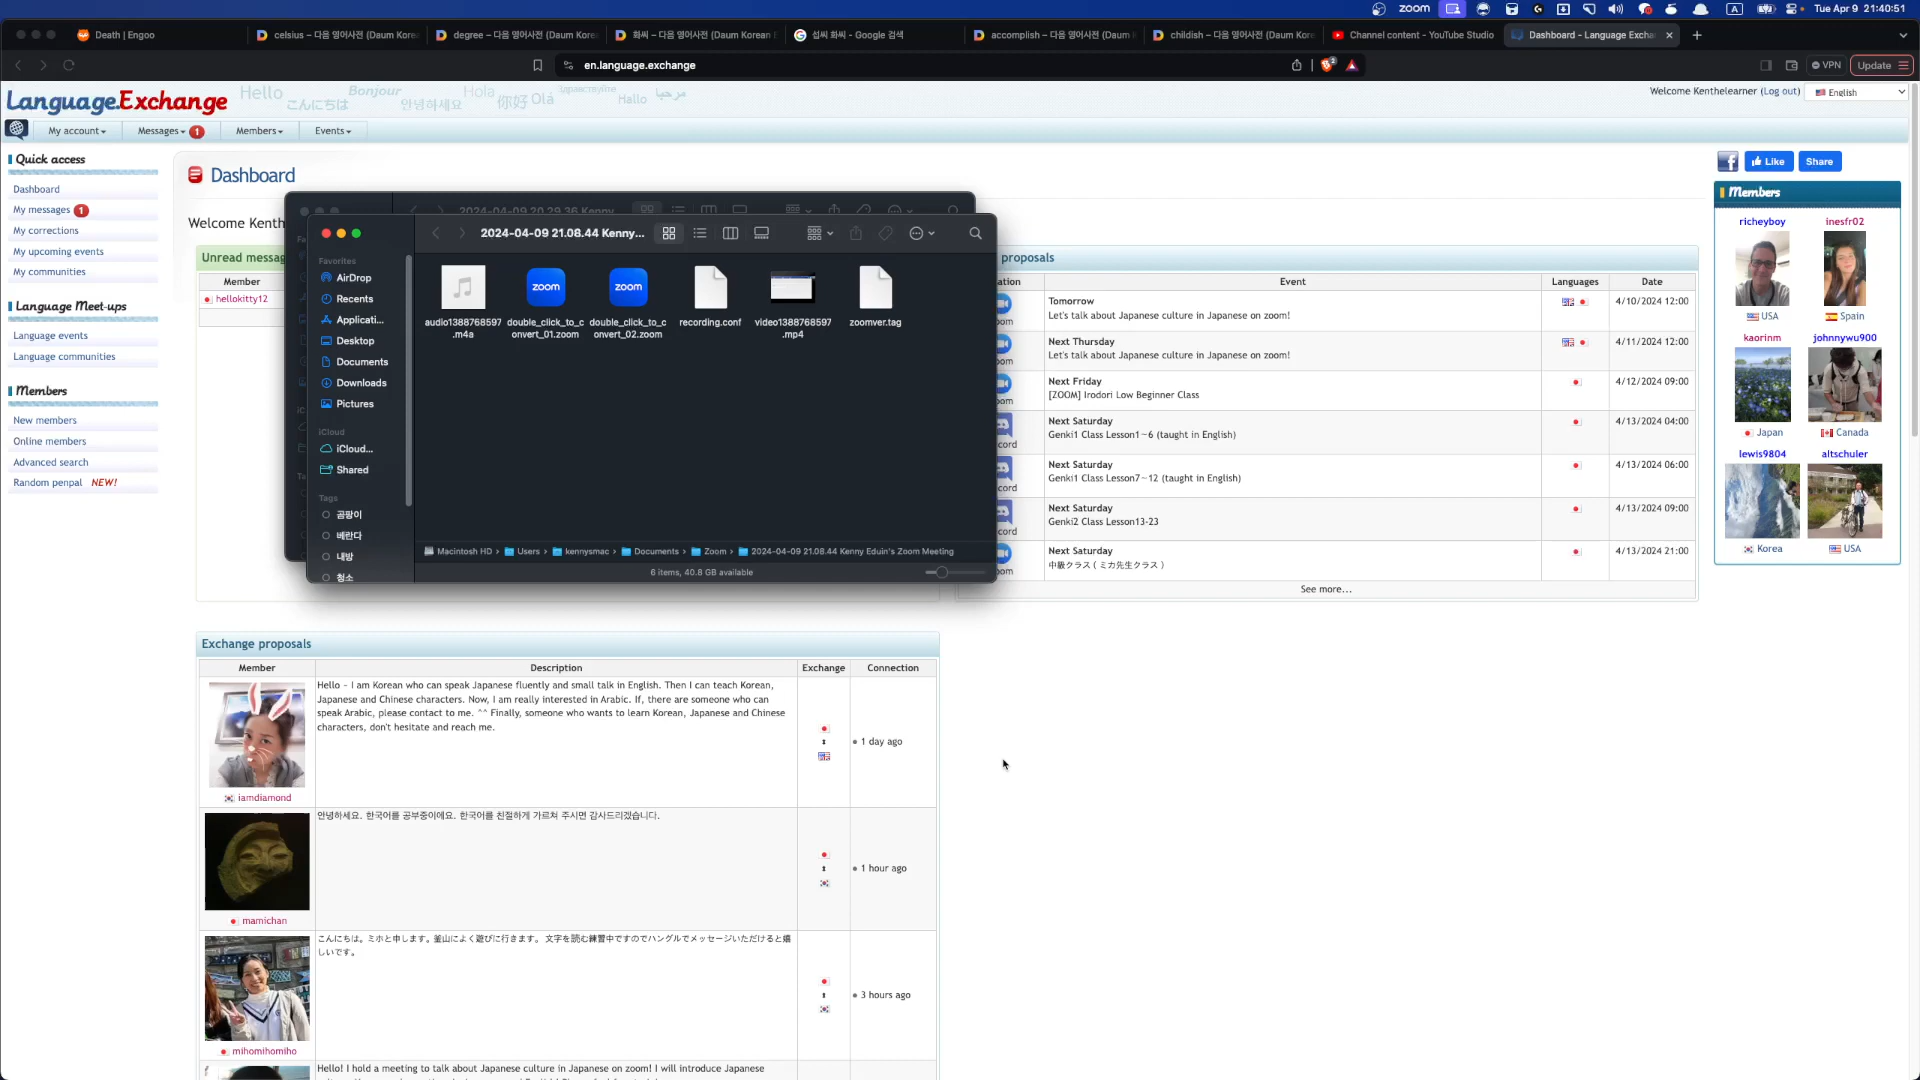 zoom
A
Tue Apr 9 21:40:51
Death | Engoo
celsius – 다음 영어사전 (Daum Kore
degree – 다음 영어사전 (Daum Kore
화씨 – 다음 영어사전 (Daum Korean E
섭씨 화씨 - Google 검색
accomplish – 다음 영어사전 (Daum
childish – 다음 영어사전 (Daum Kore
Channel content - YouTube Studio
Dashboard - Language Excha
en.language.exchange
VPN
Update
Language.Exchange
Hello
こんにちは
Bonjour
안녕하세요
Hola
你好
Olá
Здравствуйте
Hallo
مرحبا
Welcome Kenthelearner (Log out)
English
My account
Messages 1
Members
Events
Quick access
Dashboard
My messages 1
My corrections
My upcoming events
My communities
Language Meet-ups
Language events
Language communities
Members
New members
Online members
Advanced search
Random penpal NEW!
Dashboard
Welcome Kenth
Unread messag
Member
hellokitty12
2024-04-09 20.29.36 Kenny
2024-04-09 21.08.44 Kenny...
Favorites
AirDrop
Recents
Applicati...
Desktop
Documents
Downloads
Pictures
iCloud
iCloud...
Shared
Tags
곰팡이
베란다
내방
청소
audio1388768597
.m4a
double_click_to_c
onvert_01.zoom
double_click_to_c
onvert_02.zoom
recording.conf
video1388768597
.mp4
zoomver.tag
Macintosh HD › Users › kennysmac › Documents › Zoom › 2024-04-09 21.08.44 Kenny Eduin's Zoom Meeting
6 items, 40.8 GB available
proposals
ation
Event
Languages
Date
oom
Tomorrow
Let's talk about Japanese culture in Japanese on zoom!
4/10/2024 12:00
oom
Next Thursday
Let's talk about Japanese culture in Japanese on zoom!
4/11/2024 12:00
oom
Next Friday
[ZOOM] Irodori Low Beginner Class
4/12/2024 09:00
cord
Next Saturday
Genki1 Class Lesson1~6 (taught in English)
4/13/2024 04:00
cord
Next Saturday
Genki1 Class Lesson7~12 (taught in English)
4/13/2024 06:00
cord
Next Saturday
Genki2 Class Lesson13-23
4/13/2024 09:00
oom
Next Saturday
中級クラス ( ミカ先生クラス )
4/13/2024 21:00
See more...
Like
Share
Members
richeyboy
USA
inesfr02
Spain
kaorinm
Japan
johnnywu900
Canada
lewis9804
Korea
altschuler
USA
Exchange proposals
Member
Description
Exchange
Connection
Hello - I am Korean who can speak Japanese fluently and small talk in English. Then I can teach Korean,
Japanese and Chinese characters. Now, I am really interested in Arabic. If, there are someone who can
speak Arabic, please contact to me. ^^ Finally, someone who wants to learn Korean, Japanese and Chinese
characters, don't hesitate and reach me.
iamdiamond
1 day ago
안녕하세요. 한국어를 공부중이에요. 한국어를 친절하게 가르쳐 주시면 감사드리겠습니다.
mamichan
1 hour ago
こんにちは。ミホと申します。釜山によく遊びに行きます。 文字を読む練習中ですのでハングルでメッセージいただけると嬉
しいです。
mihomihomiho
3 hours ago
Hello! I hold a meeting to talk about Japanese culture in Japanese on zoom! I will introduce Japanese